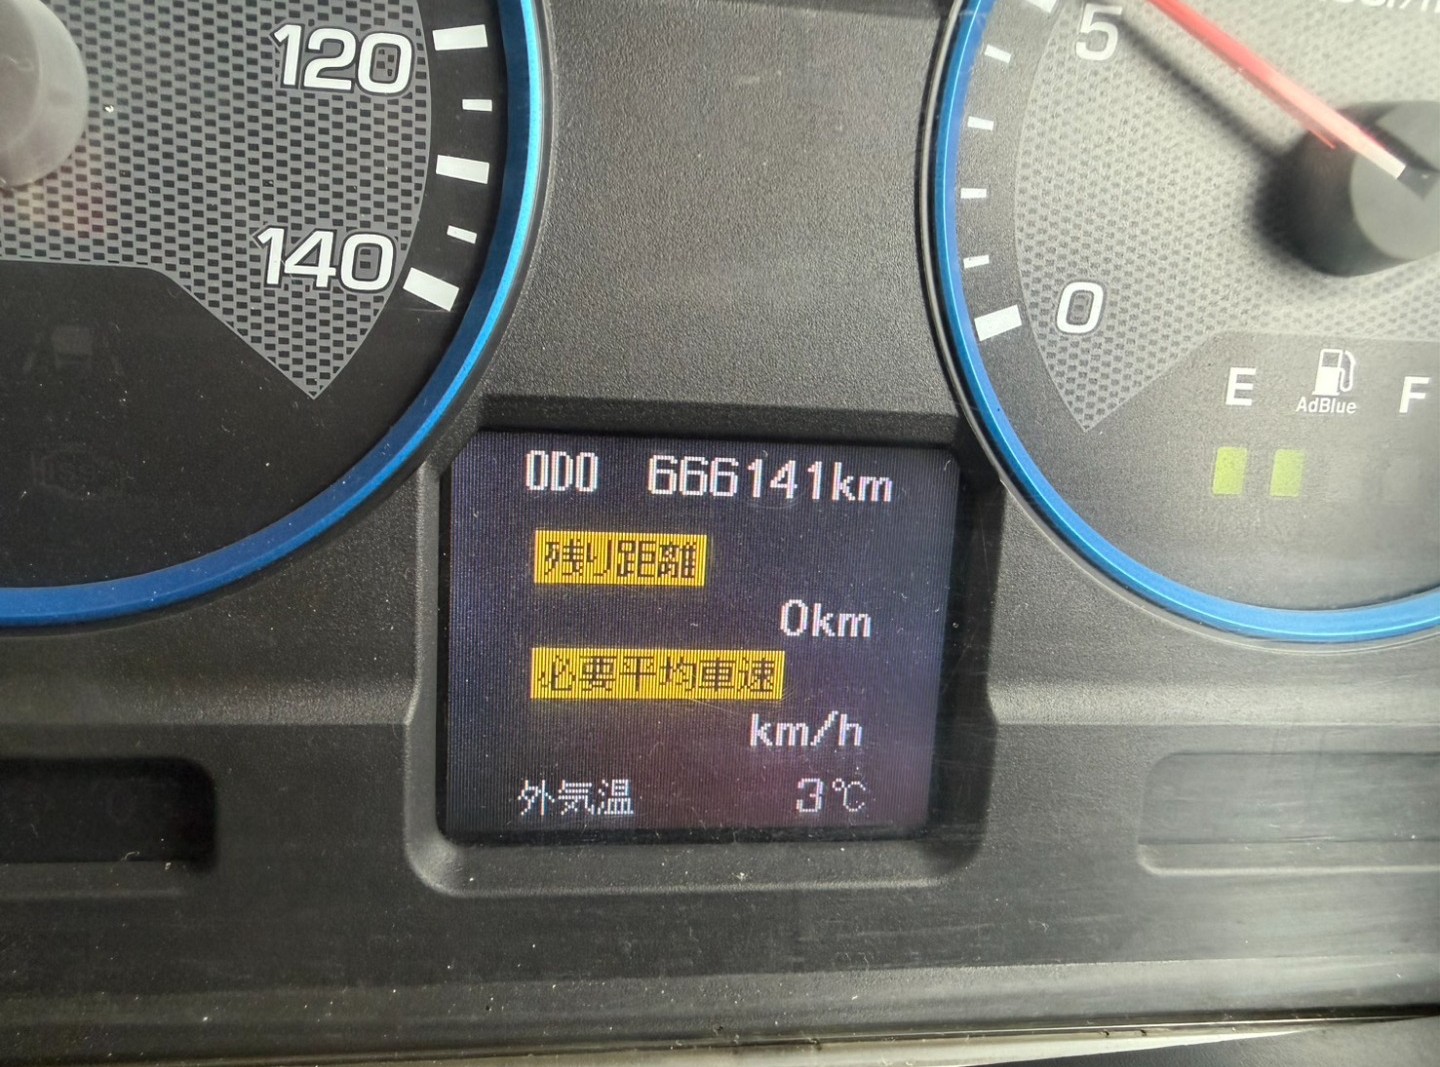 120
140
5
0
E
F
AdBlue
ODO 666141km
残り距離
0km
必要平均車速
km/h
外気温 3℃